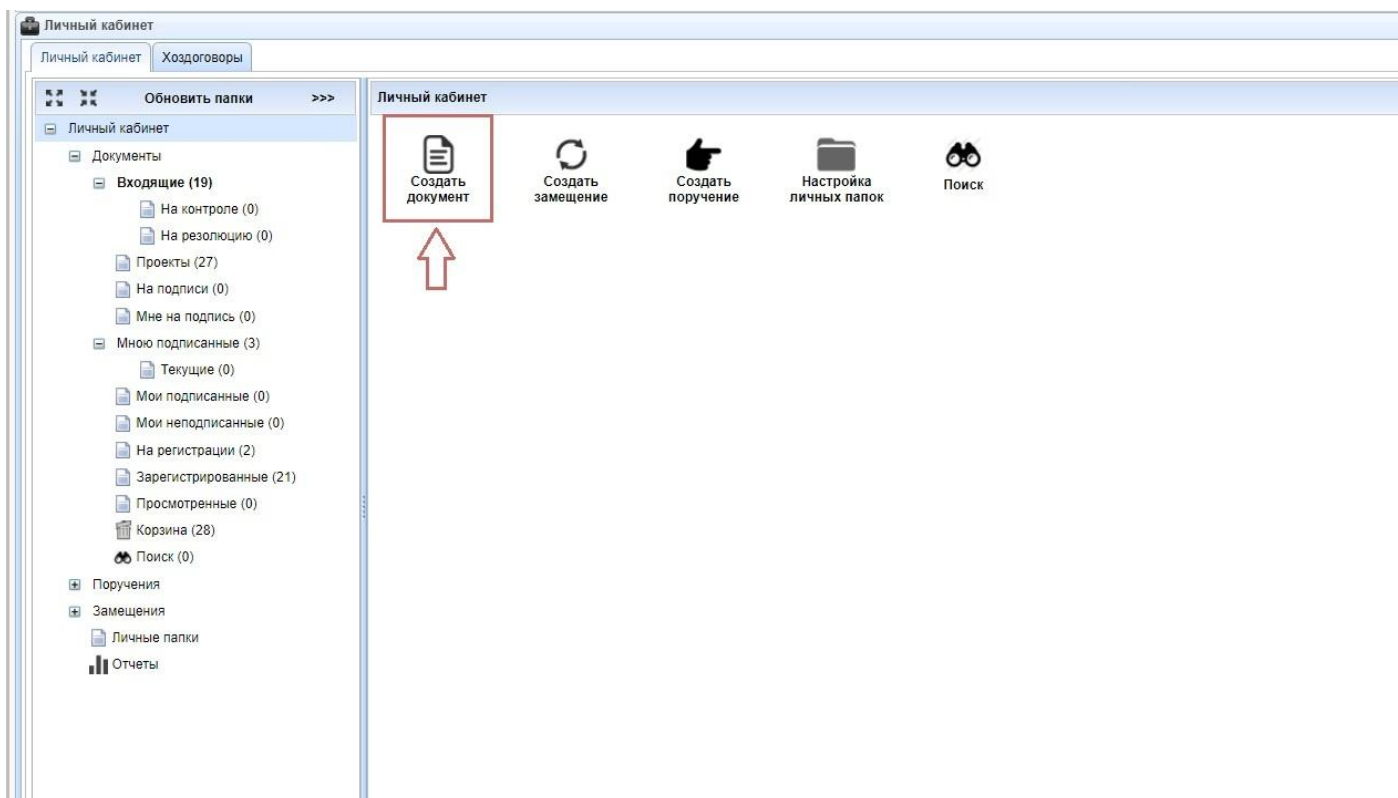 Личный кабинет
Личный кабинет Хоздоговоры
Обновить папки >>>
Личный кабинет
Документы
Входящие (19)
На контроле (0)
На резолюцию (0)
Проекты (27)
На подписи (0)
Мне на подпись (0)
Мною подписанные (3)
Текущие (0)
Мои подписанные (0)
Мои неподписанные (0)
На регистрации (2)
Зарегистрированные (21)
Просмотренные (0)
Корзина (28)
Поиск (0)
Поручения
Замещения
Личные папки
Отчеты
Личный кабинет
Создать
документ
Создать
замещение
Создать
поручение
Настройка
личных папок
Поиск